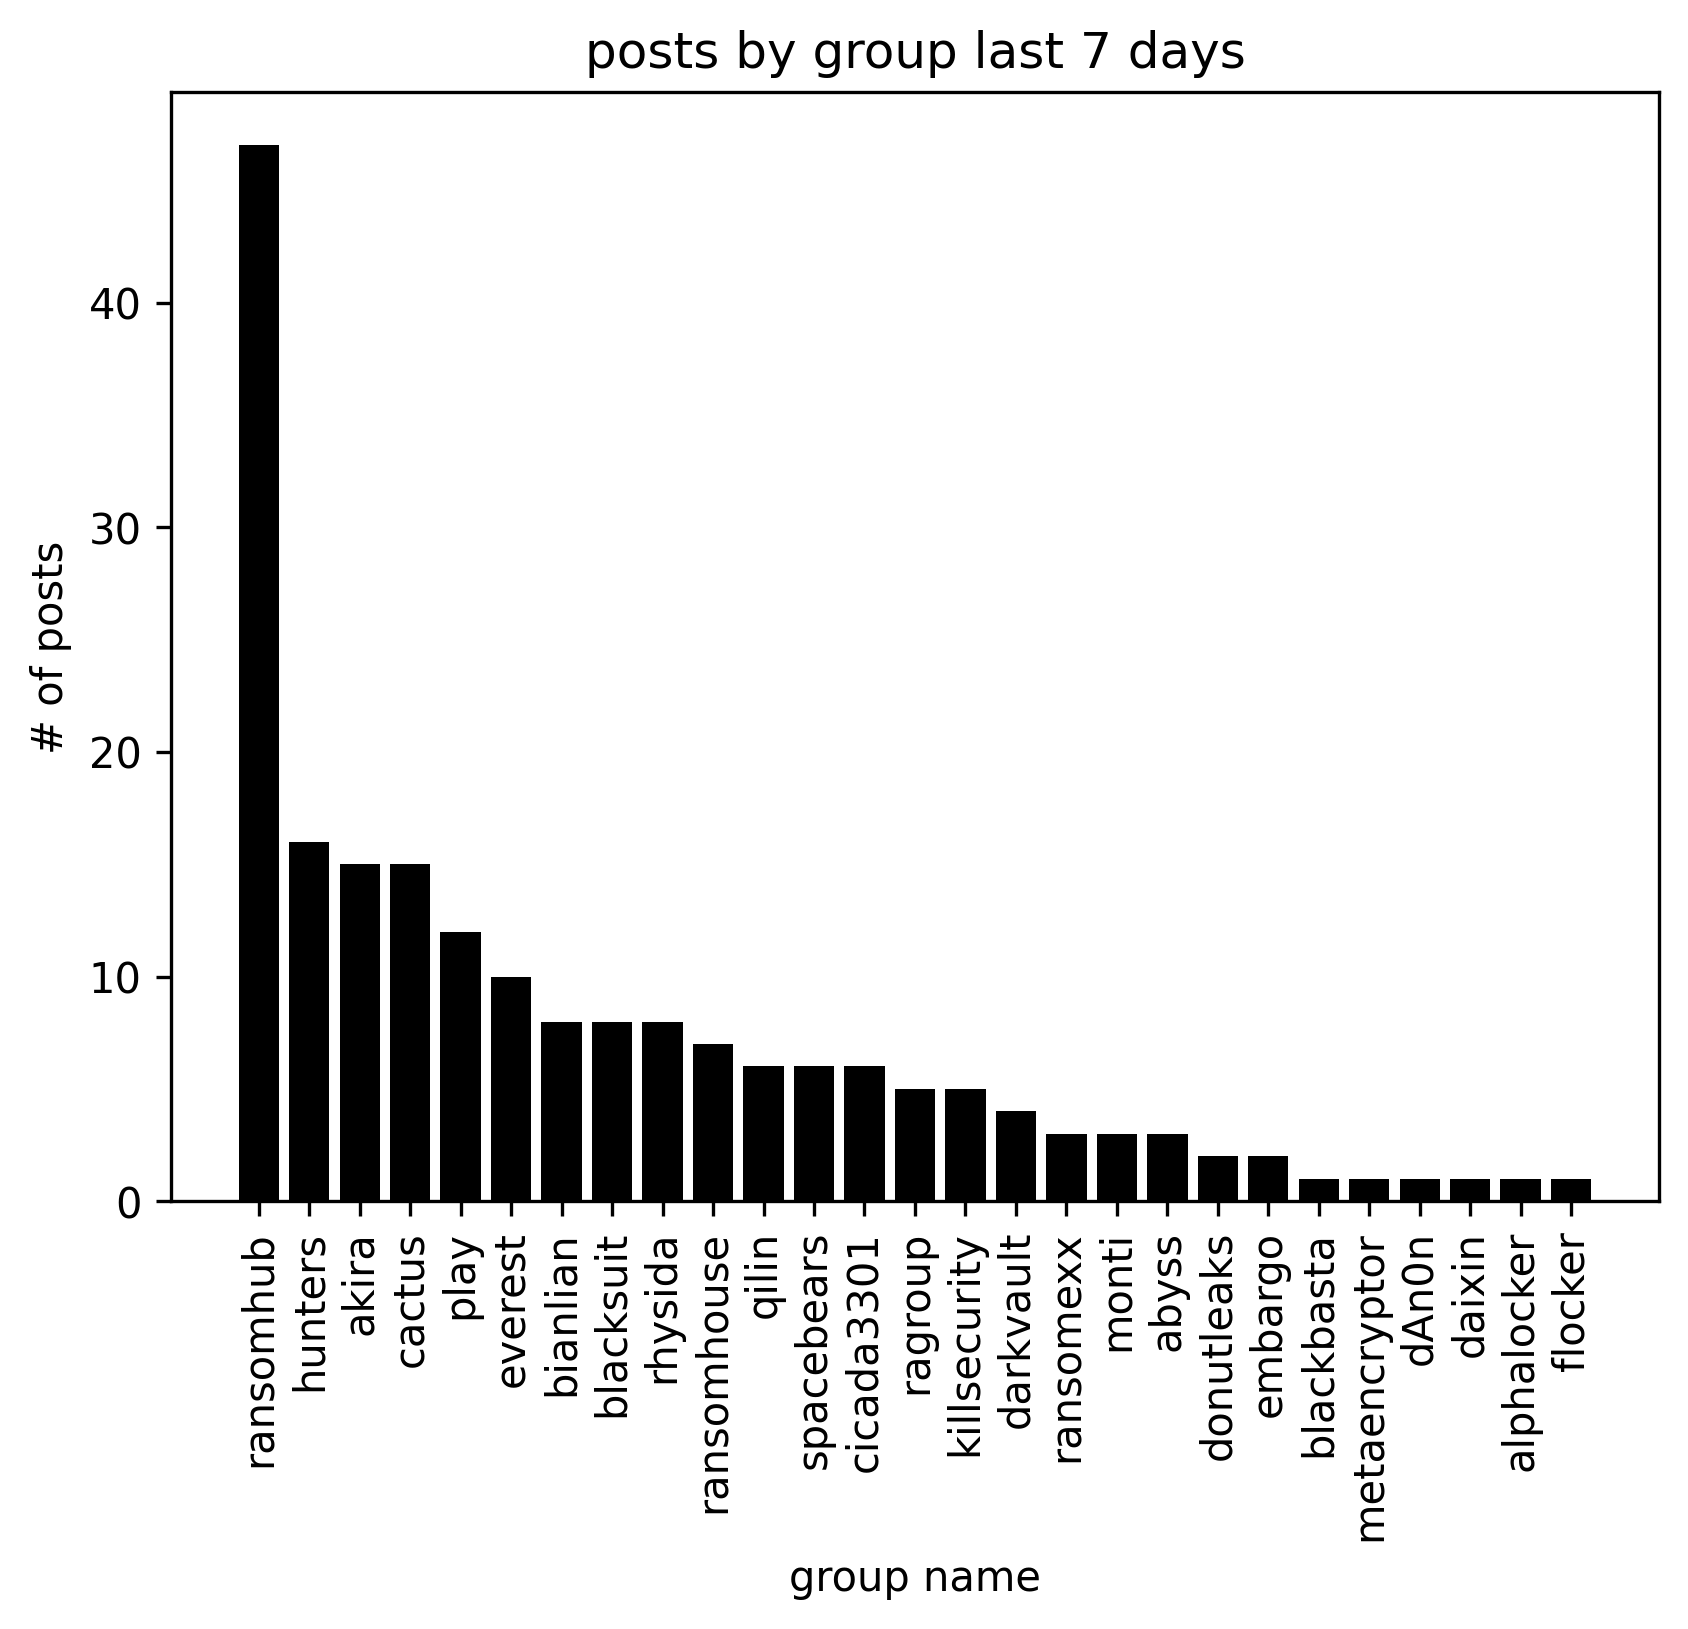 posts by group last 7 days
# of posts
40
30
20
10
0
ransomhub
hunters
akira
cactus
play
everest
bianlian
blacksuit
rhysida
ransomhouse
qilin
spacebears
cicada3301
ragroup
killsecurity
darkvault
ransomexx
monti
abyss
donutleaks
embargo
blackbasta
metaencryptor
dAn0n
daixin
alphalocker
flocker
group name